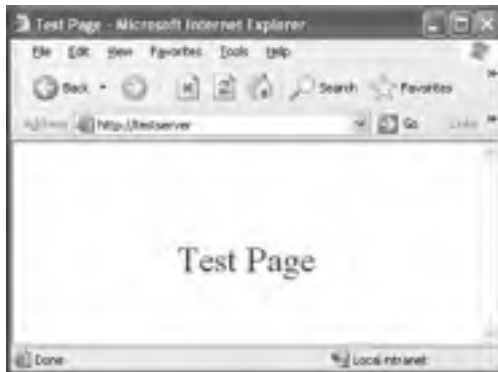 Test Page - Microsoft Internet Explorer
File Edit View Favorites Tools Help
Back Search Favorites
Address http://testserver Go Links
Test Page
Done Local intranet